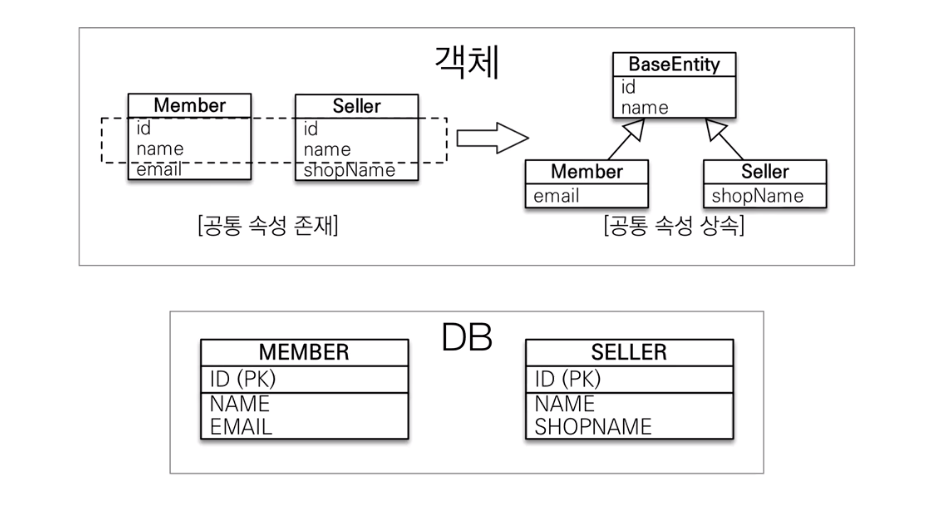 객체
Member
id
name
email
Seller
id
name
shopName
[공통 속성 존재]
BaseEntity
id
name
Member
email
Seller
shopName
[공통 속성 상속]
DB
MEMBER
ID (PK)
NAME
EMAIL
SELLER
ID (PK)
NAME
SHOPNAME